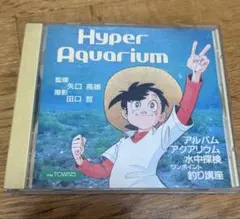 Hyper
Aquarium
監修
矢口高雄
撮影
田口哲
アルバム
アクアリウム
水中探検
ワンポイント
釣り講座
TOWNS